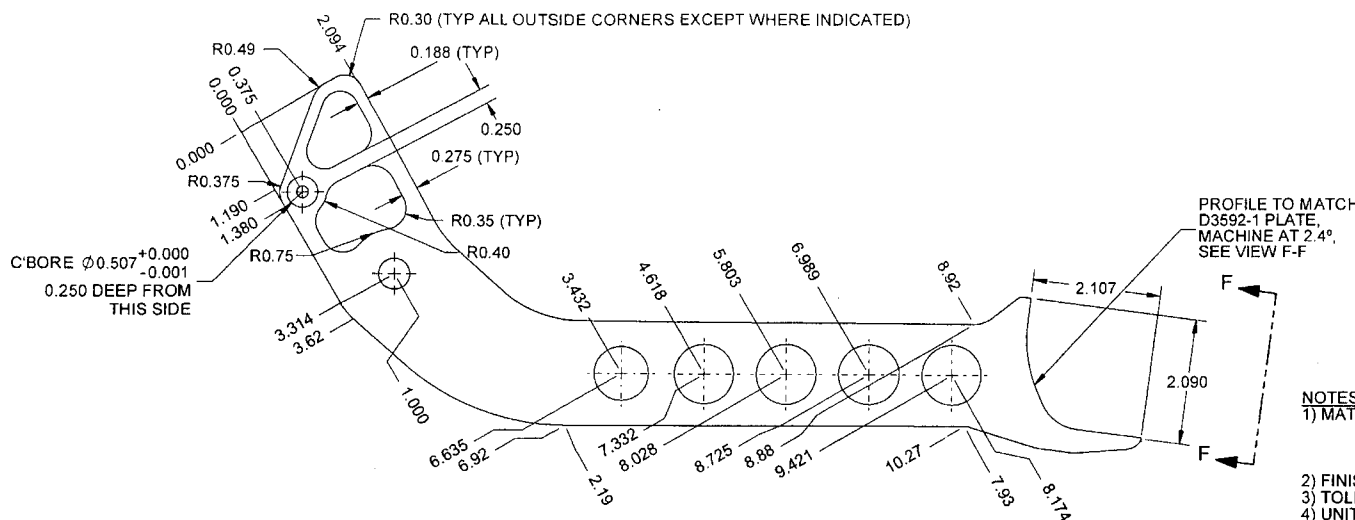 R0.30 (TYP ALL OUTSIDE CORNERS EXCEPT WHERE INDICATED)
2.094
R0.49
0.188 (TYP)
0.375
0.000
0.000
0.250
0.275 (TYP)
R0.375
1.190
1.380
R0.35 (TYP)
R0.75
R0.40
C'BORE Ø0.507 +0.000
-0.001
0.250 DEEP FROM
THIS SIDE
3.314
3.62
1.000
3.432
4.618
5.803
6.989
8.92
PROFILE TO MATCH
D3592-1 PLATE,
MACHINE AT 2.4°,
SEE VIEW F-F
2.107
F
2.090
F
6.635
6.92
2.19
7.332
8.028
8.725
8.88
9.421
10.27
7.93
8.174
NOTES
1) MAT
2) FINIS
3) TOL
4) UNIT